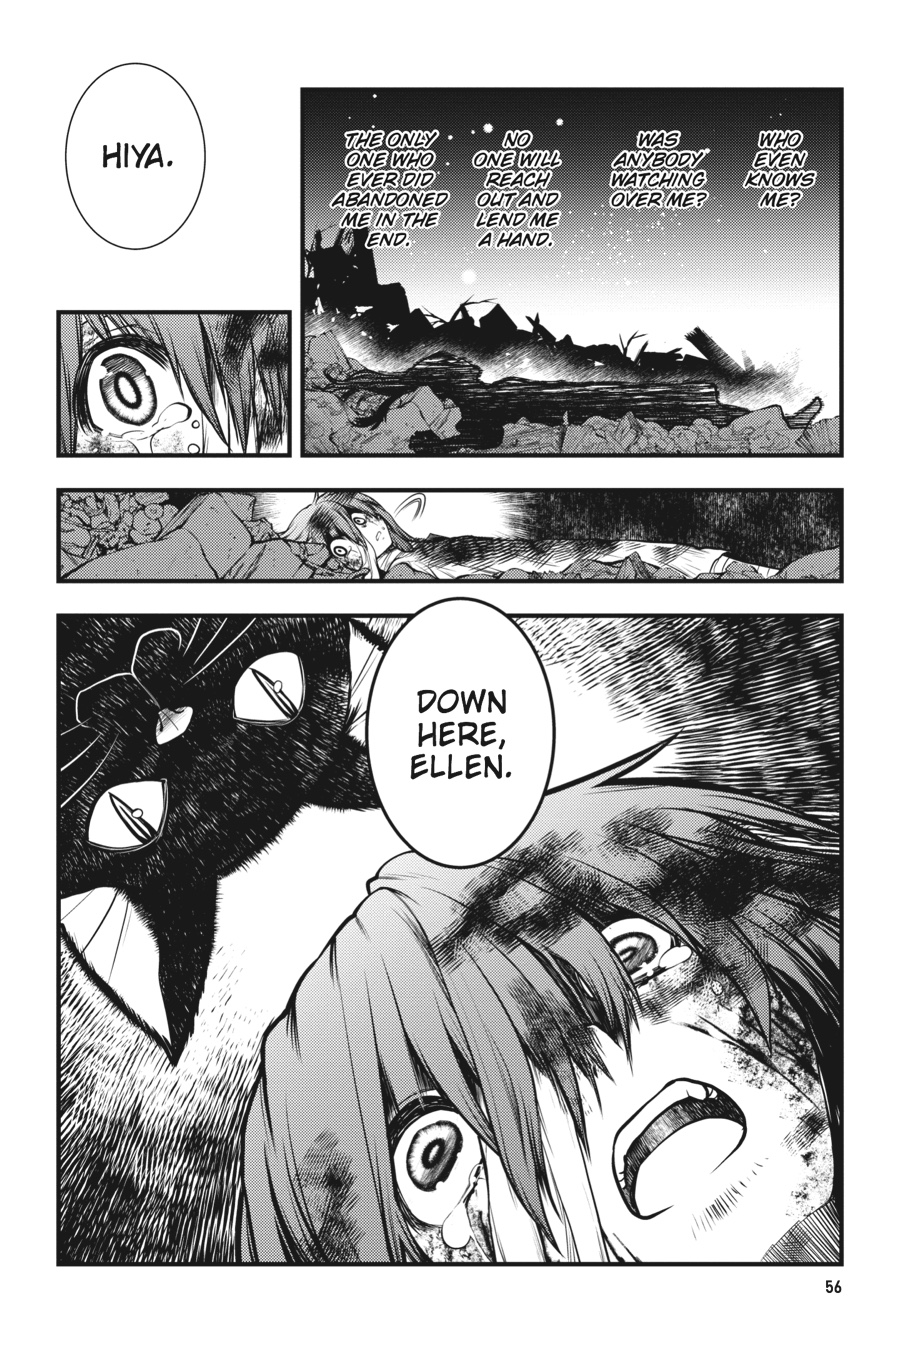 WHO
EVEN
KNOWS
ME?
WAS
ANYBODY
WATCHING
OVER ME?
NO
ONE WILL
REACH
OUT AND
LEND ME
A HAND.
THE ONLY
ONE WHO
EVER DID
ABANDONED
ME IN THE
END.
HIYA.
DOWN
HERE,
ELLEN.
56